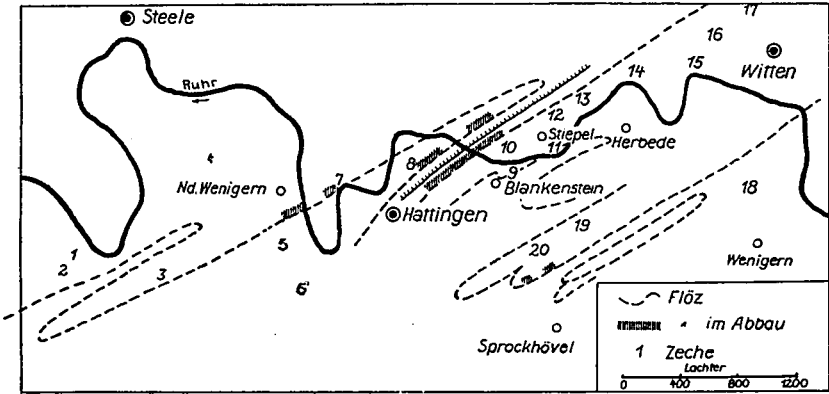 Steele
17
16
Witten
Ruhr
14
15
13
12
Stiepel
Herbede
10
11
8
9
7
Nd. Wenigern
Blankenstein
18
Hattingen
19
5
1
2
3
20
Wenigern
6
Sprockhövel
Flöz
" im Abbau
1 Zeche
Lachter
0 400 800 1200